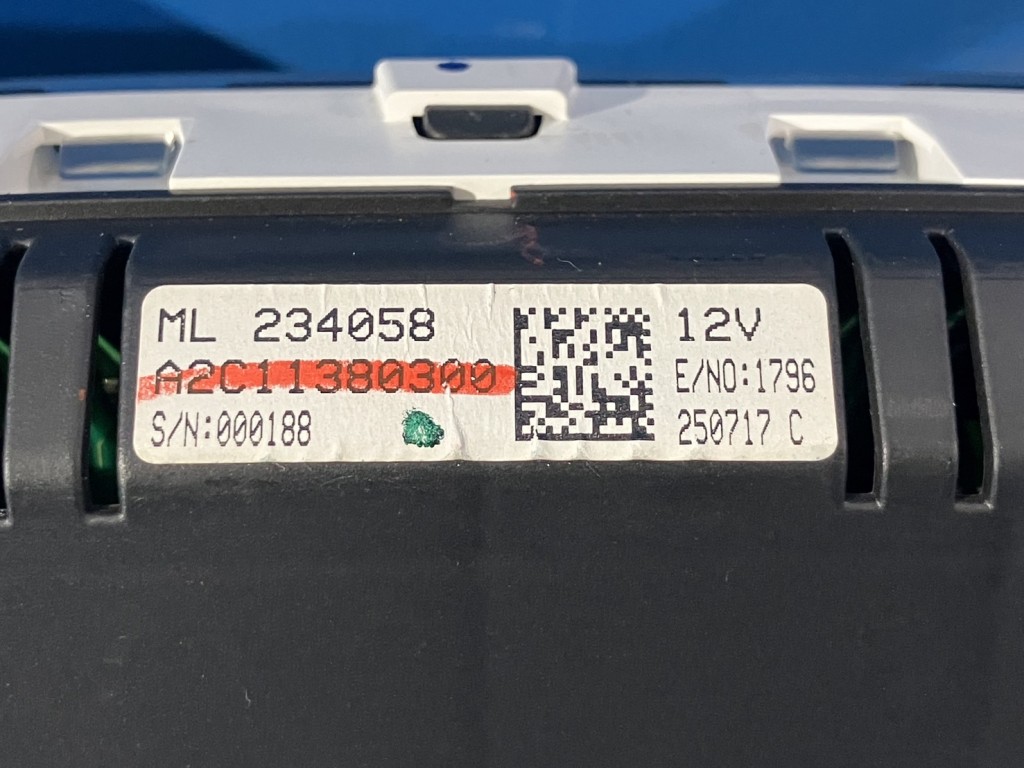 ML 234058
A2C11380300
S/N:000188
12V
E/NO:1796
250717 C